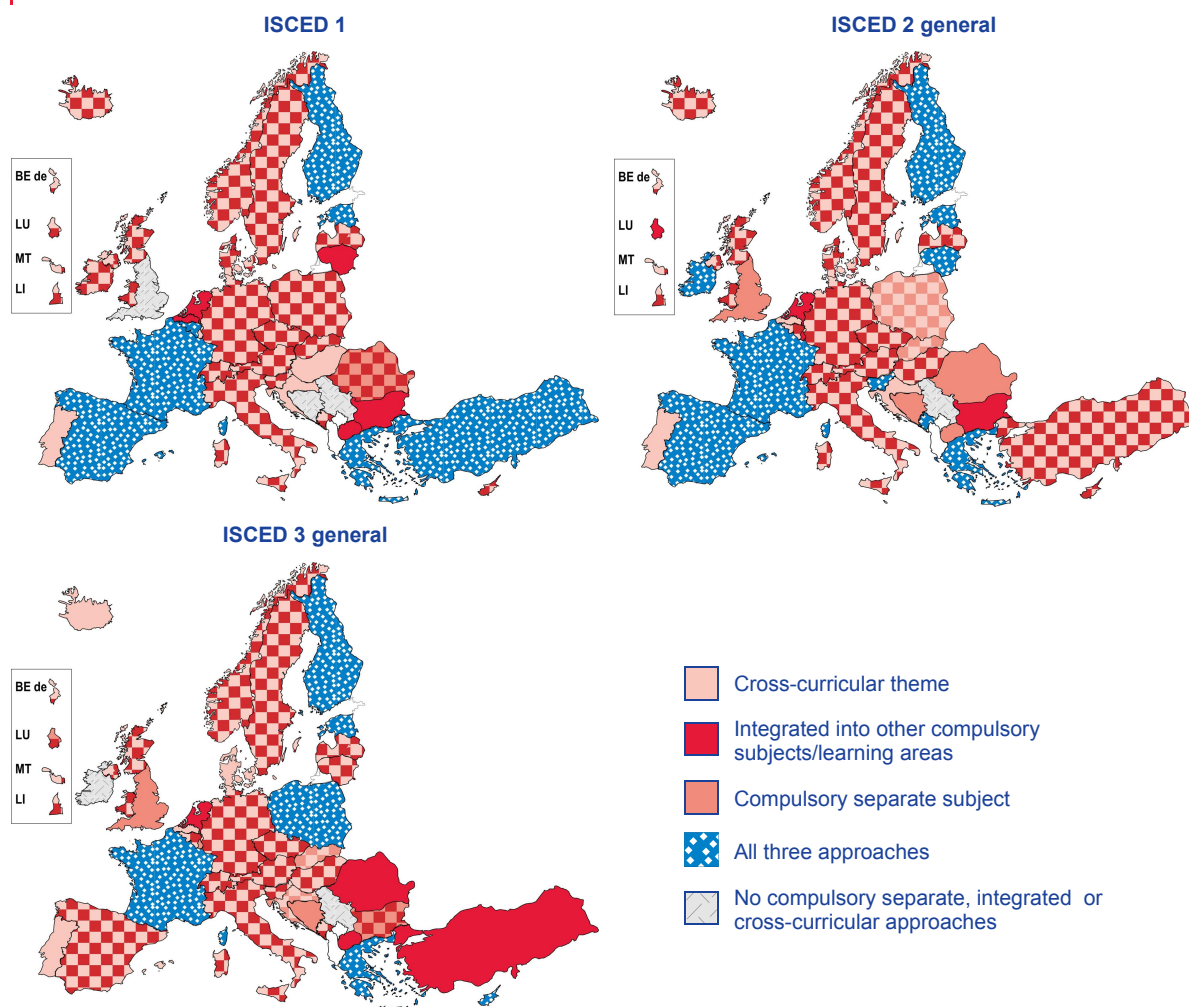 ISCED 1
ISCED 2 general
BE de
LU
MT
LI
BE de
LU
MT
LI
ISCED 3 general
BE de
LU
MT
LI
Cross-curricular theme
Integrated into other compulsory
subjects/learning areas
Compulsory separate subject
All three approaches
No compulsory separate, integrated or
cross-curricular approaches